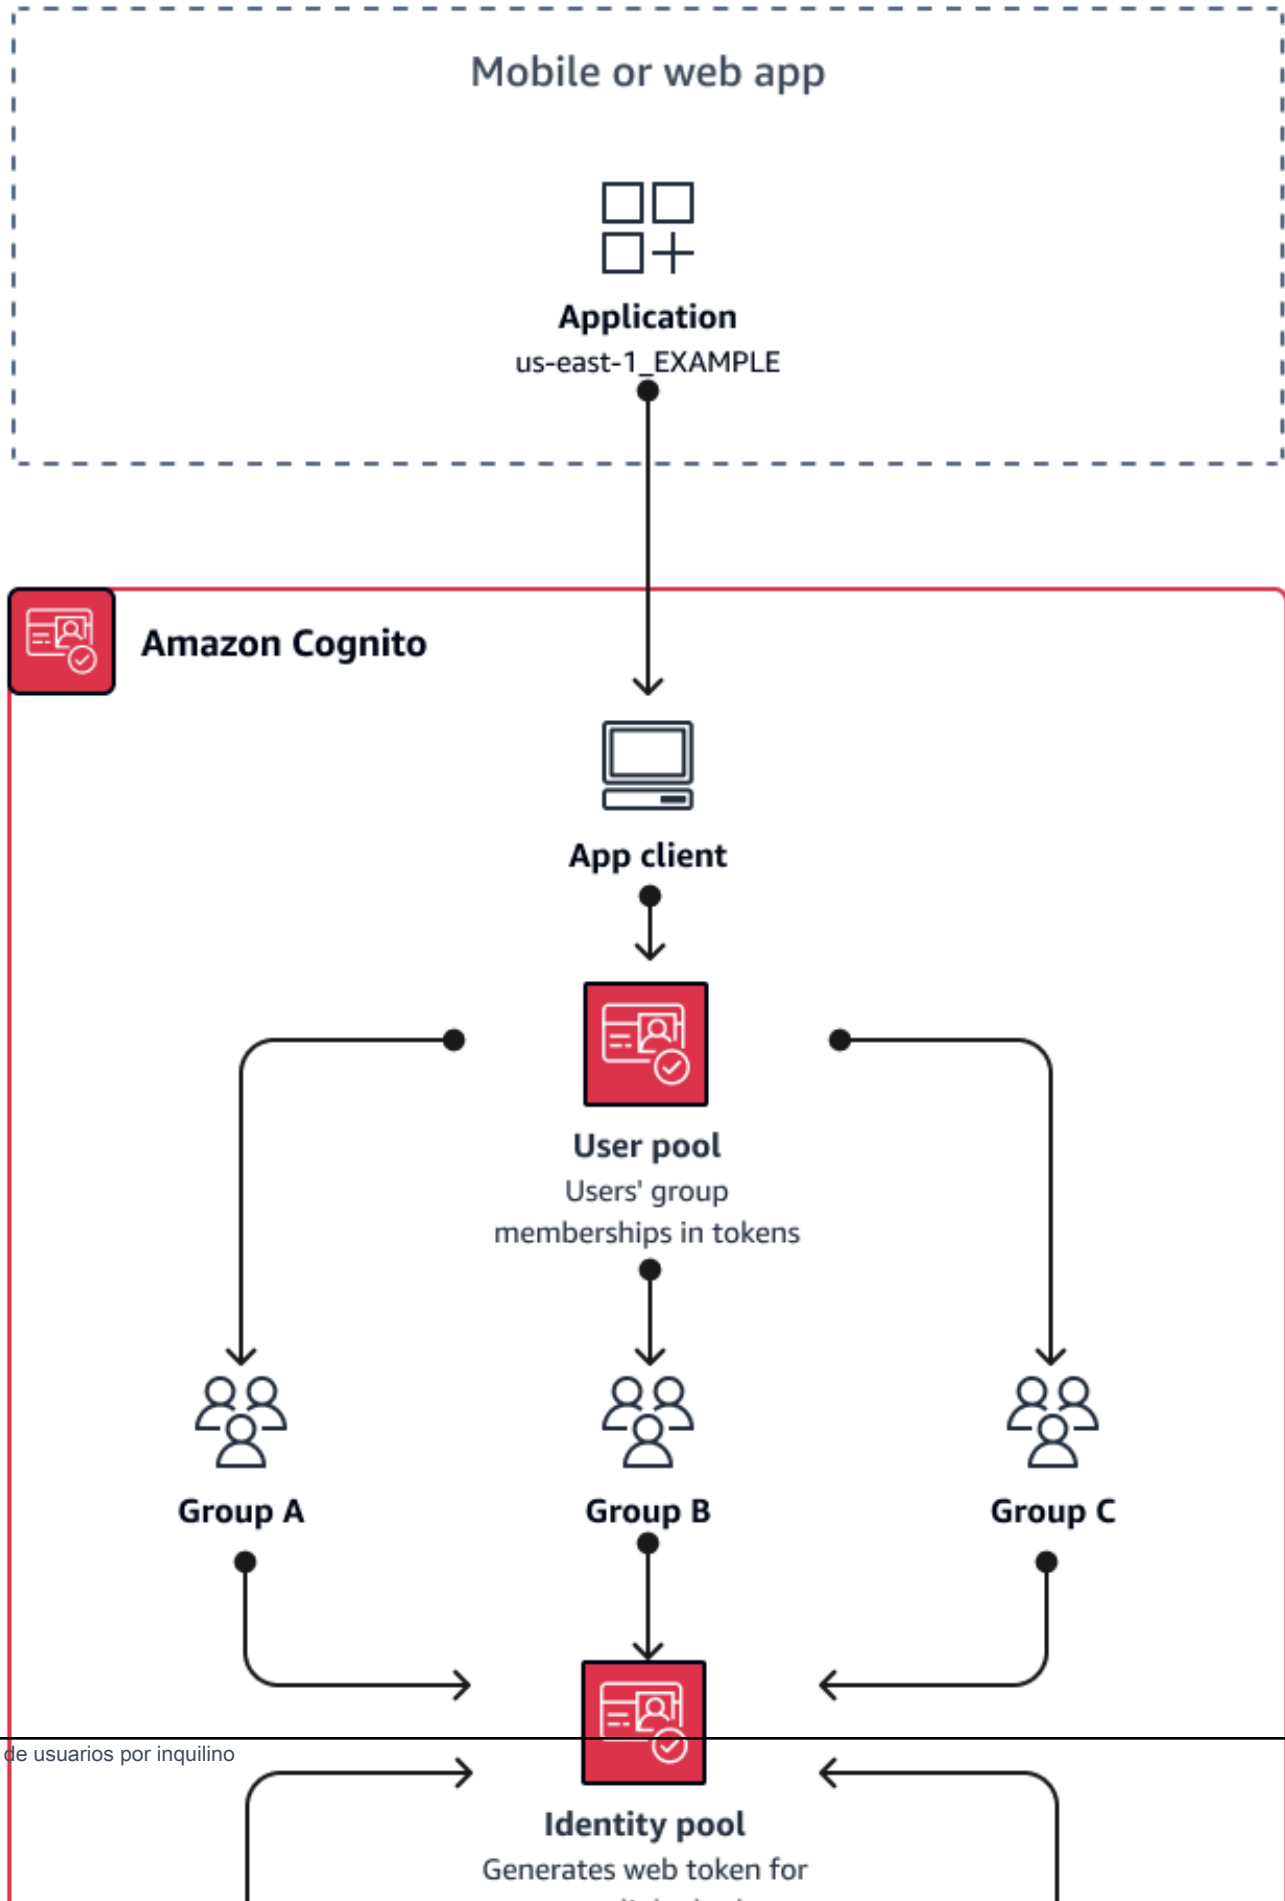 Mobile or web app
Application
us-east-1_EXAMPLE
Amazon Cognito
App client
User pool
Users' group
memberships in tokens
Group A
Group B
Group C
de usuarios por inquilino
Identity pool
Generates web token for